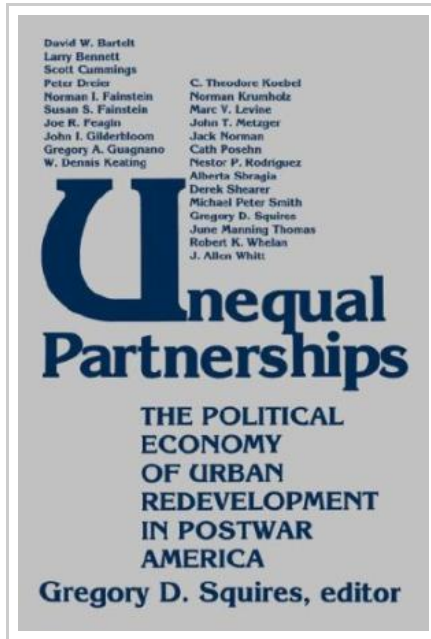 David W. Bartelt
Larry Bennett
Scott Cummings
Peter Dreier
Norman I. Fainstein
Susan S. Fainstein
Joe R. Feagin
John I. Gilderbloom
Gregory A. Guagnano
W. Dennis Keating
C. Theodore Koebel
Norman Krumholz
Marc V. Levine
John T. Metzger
Jack Norman
Cath Posehn
Nestor P. Rodriguez
Alberta Sbragia
Derek Shearer
Michael Peter Smith
Gregory D. Squires
June Manning Thomas
Robert K. Whelan
J. Allen Whitt
Unequal
Partnerships
THE POLITICAL
ECONOMY
OF URBAN
REDEVELOPMENT
IN POSTWAR
AMERICA
Gregory D. Squires, editor